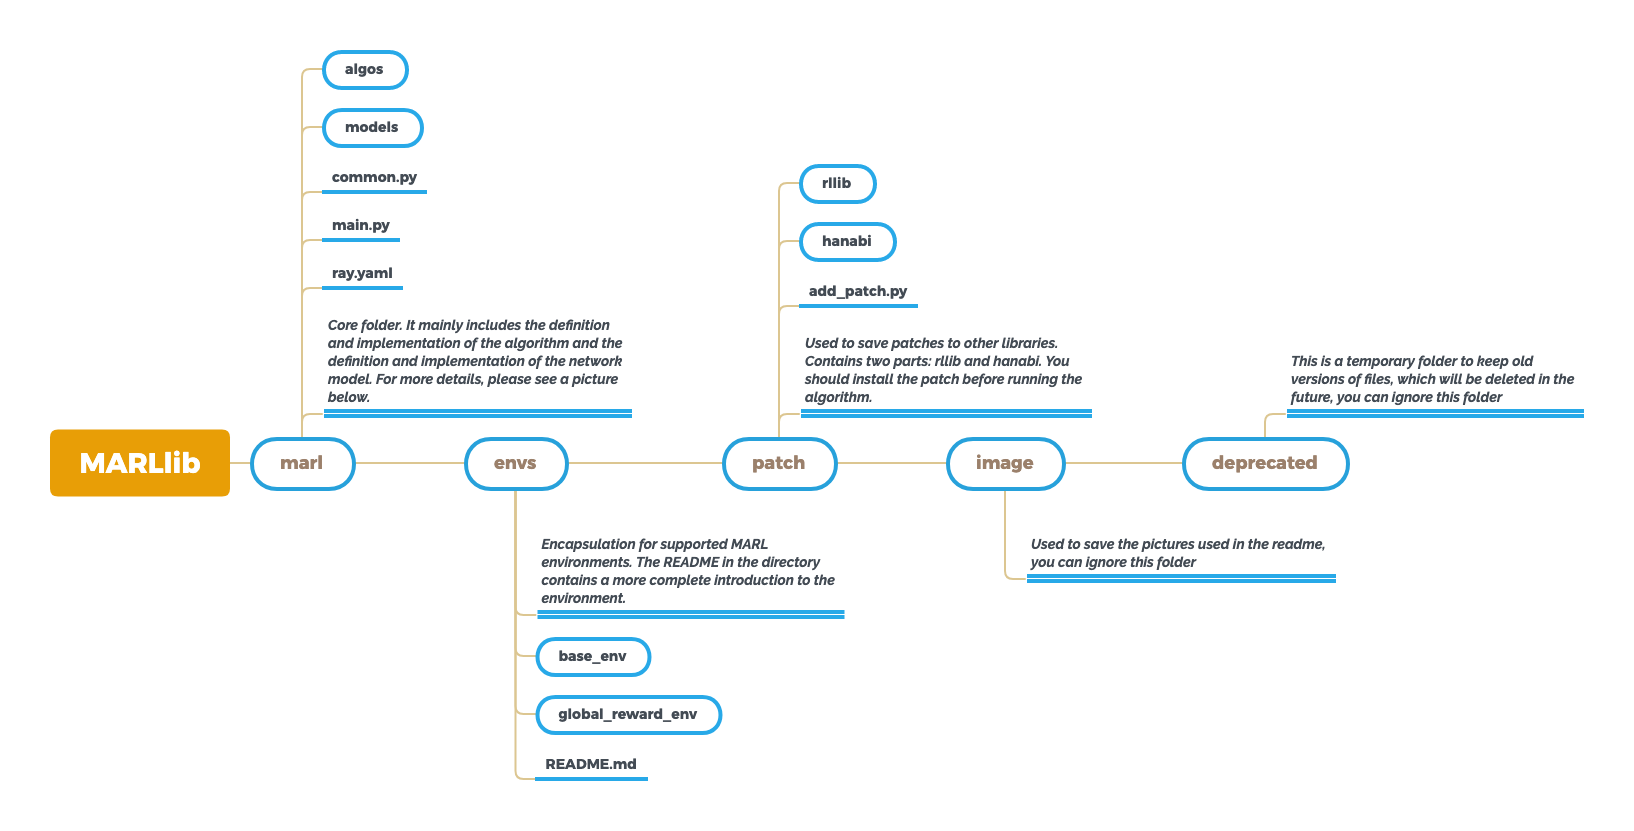 algos
models
common.py
main.py
ray.yaml
Core folder. It mainly includes the definition
and implementation of the algorithm and the
definition and implementation of the network
model. For more details, please see a picture
below.
rllib
hanabi
add_patch.py
Used to save patches to other libraries.
Contains two parts: rllib and hanabi. You
should install the patch before running the
algorithm.
This is a temporary folder to keep old
versions of files, which will be deleted in the
future, you can ignore this folder
MARLlib
marl
envs
patch
image
deprecated
Encapsulation for supported MARL
environments. The README in the directory
contains a more complete introduction to the
environment.
base_env
global_reward_env
README.md
Used to save the pictures used in the readme,
you can ignore this folder